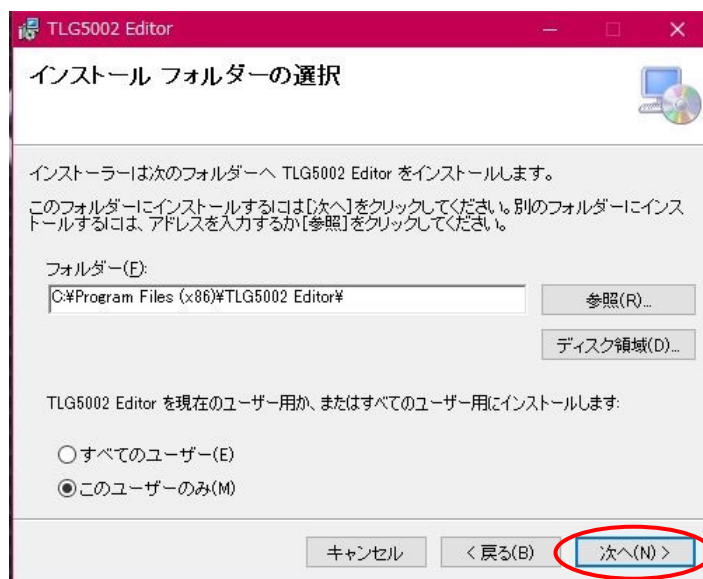 TLG5002 Editor
インストール フォルダーの選択
インストーラーは次のフォルダーへ TLG5002 Editor をインストールします。
このフォルダーにインストールするには[次へ]をクリックしてください。別のフォルダーにインス
トールするには、アドレスを入力するか[参照]をクリックしてください。
フォルダー(F):
C:¥Program Files (x86)¥TLG5002 Editor¥
参照(R)...
ディスク領域(D)...
TLG5002 Editor を現在のユーザー用か、またはすべてのユーザー用にインストールします:
すべてのユーザー(E)
このユーザーのみ(M)
キャンセル
< 戻る(B)
次へ(N) >